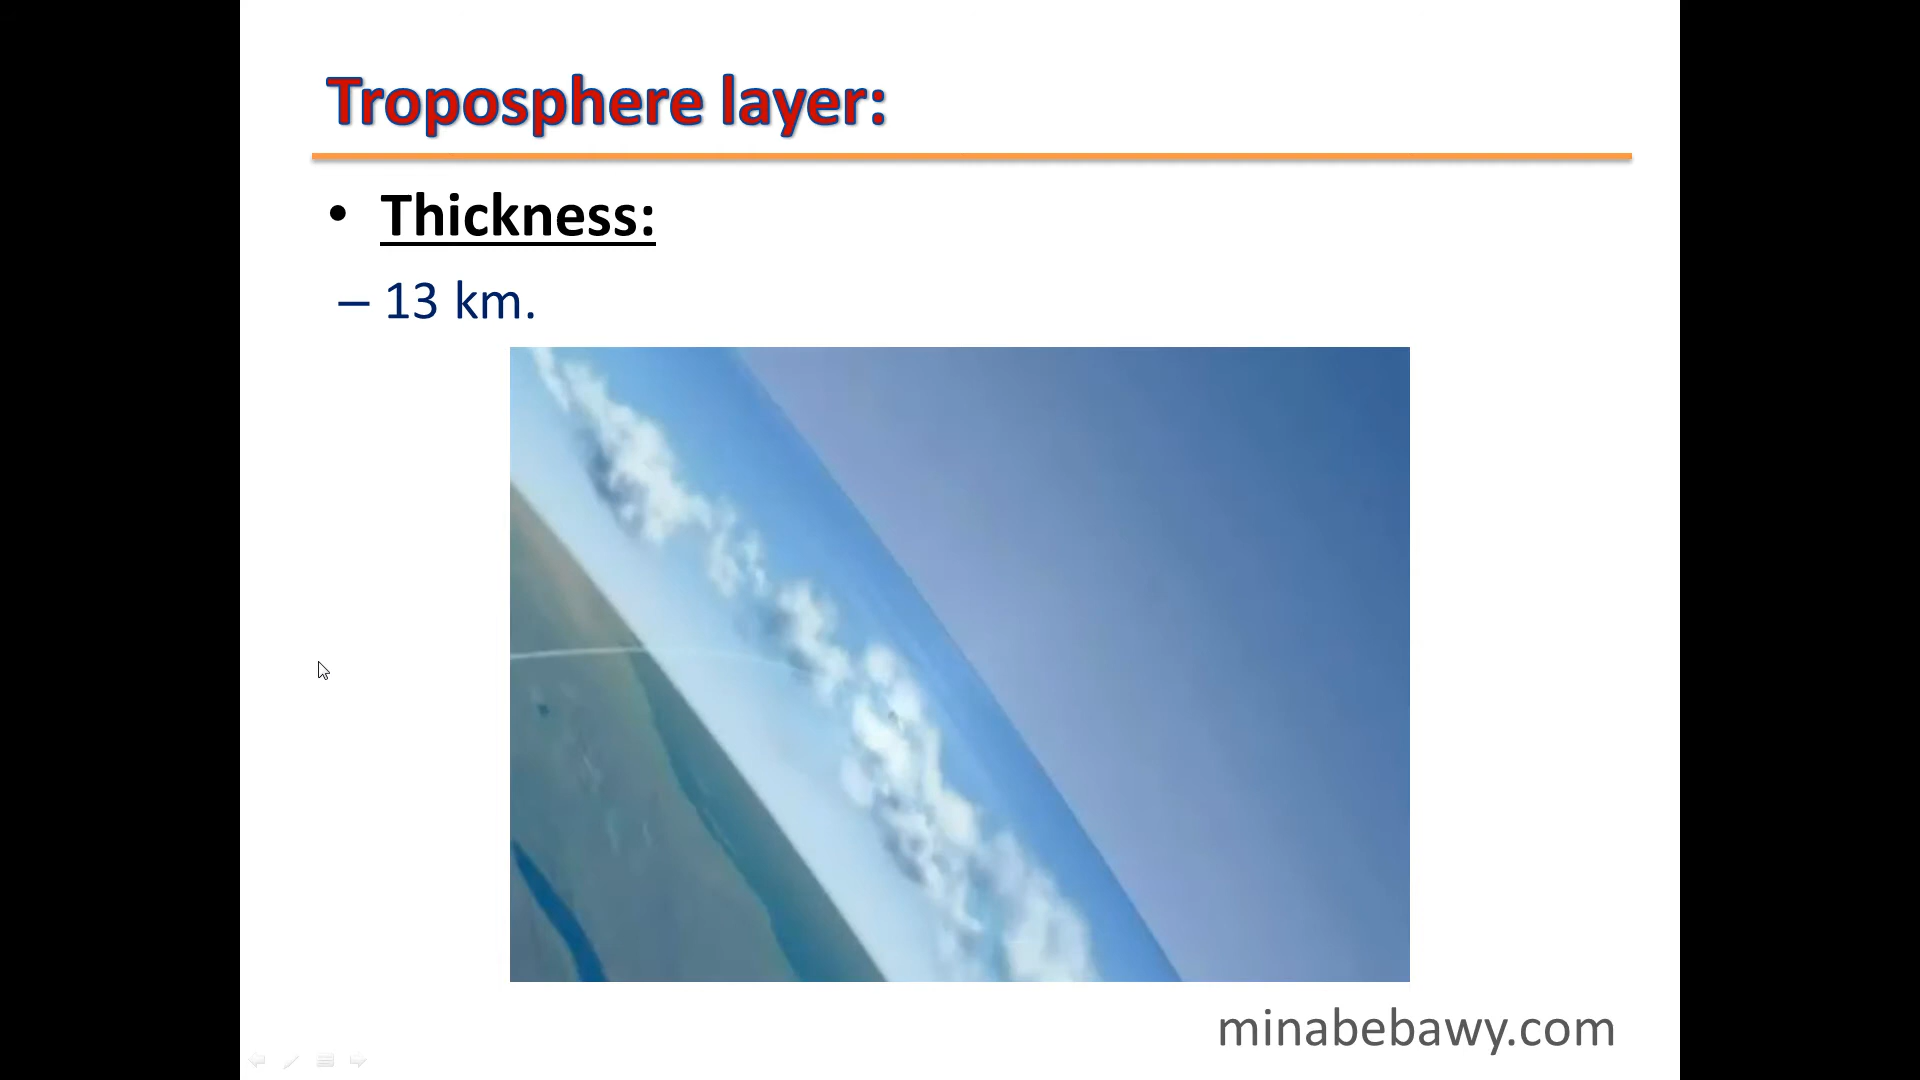 Troposphere layer:
• Thickness:
– 13 km.
minabebawy.com